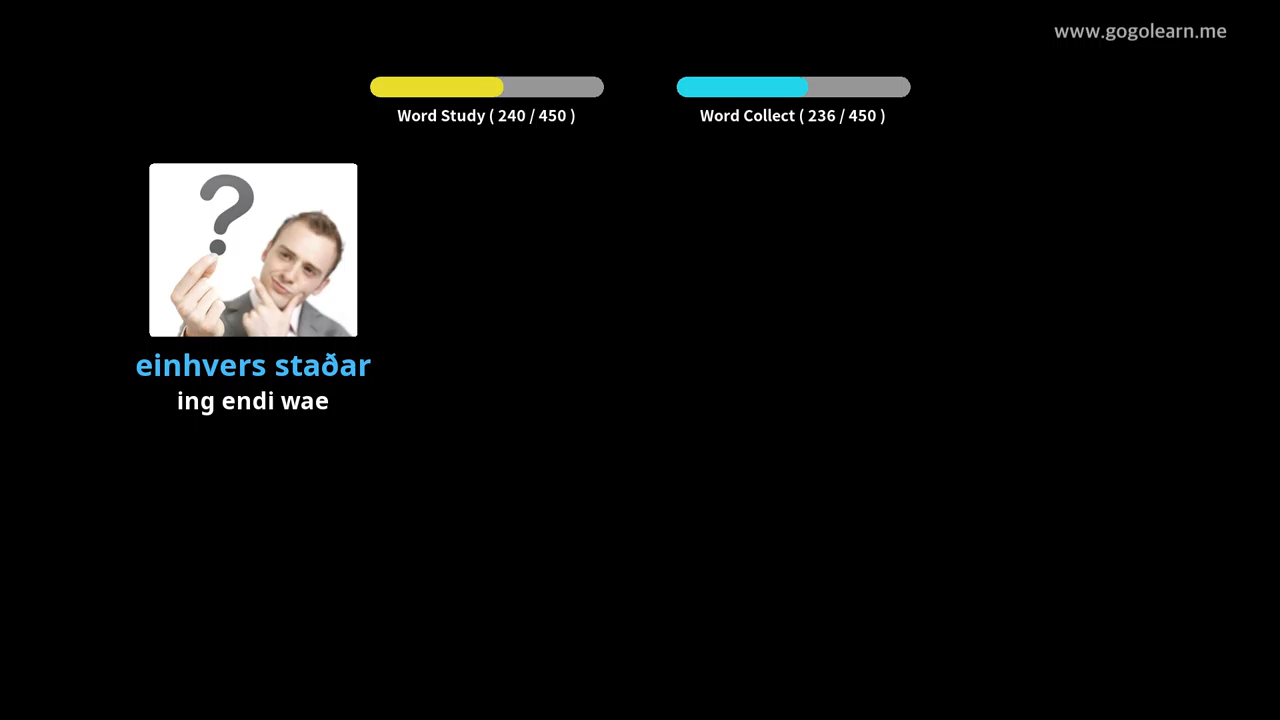 www.gogolearn.me
Word Study ( 240 / 450 )
Word Collect ( 236 / 450 )
?
einhvers staðar
ing endi wae